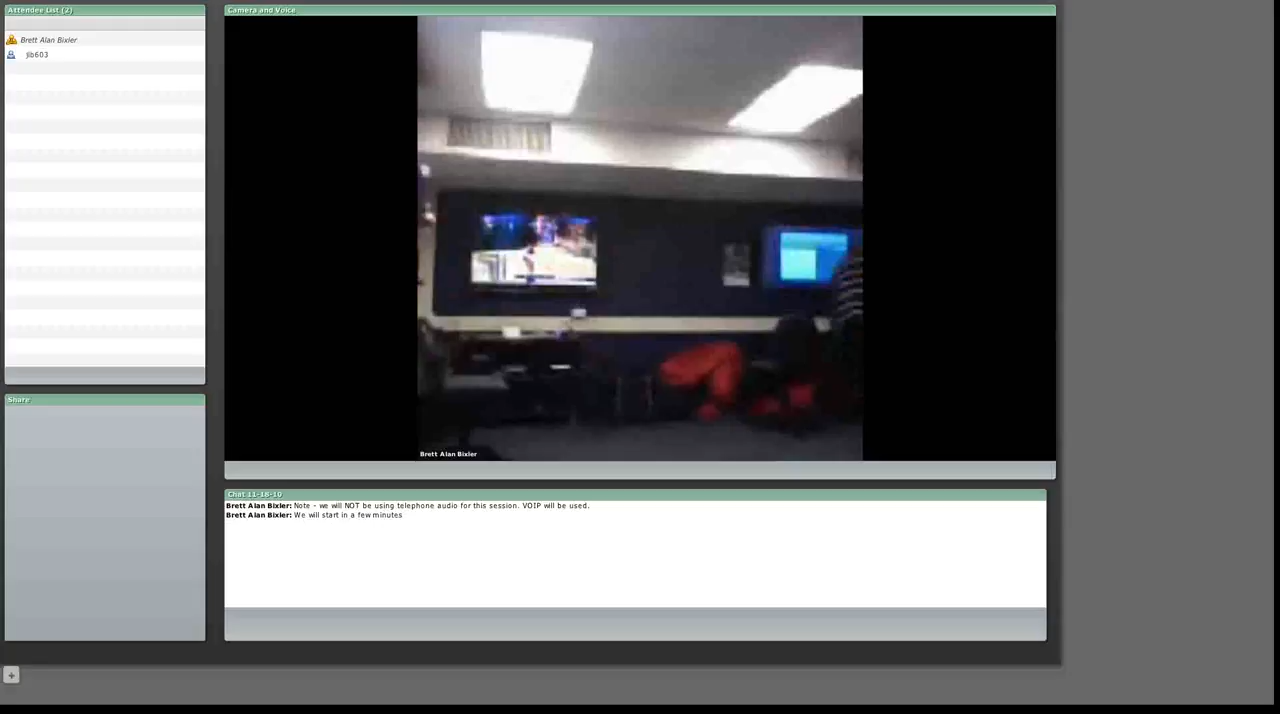 Attendee List (2)
Brett Alan Bixler
jlb603
Share
Camera and Voice
Brett Alan Bixler
Chat 11-18-10
Brett Alan Bixler: Note - we will NOT be using telephone audio for this session. VOIP will be used.
Brett Alan Bixler: We will start in a few minutes